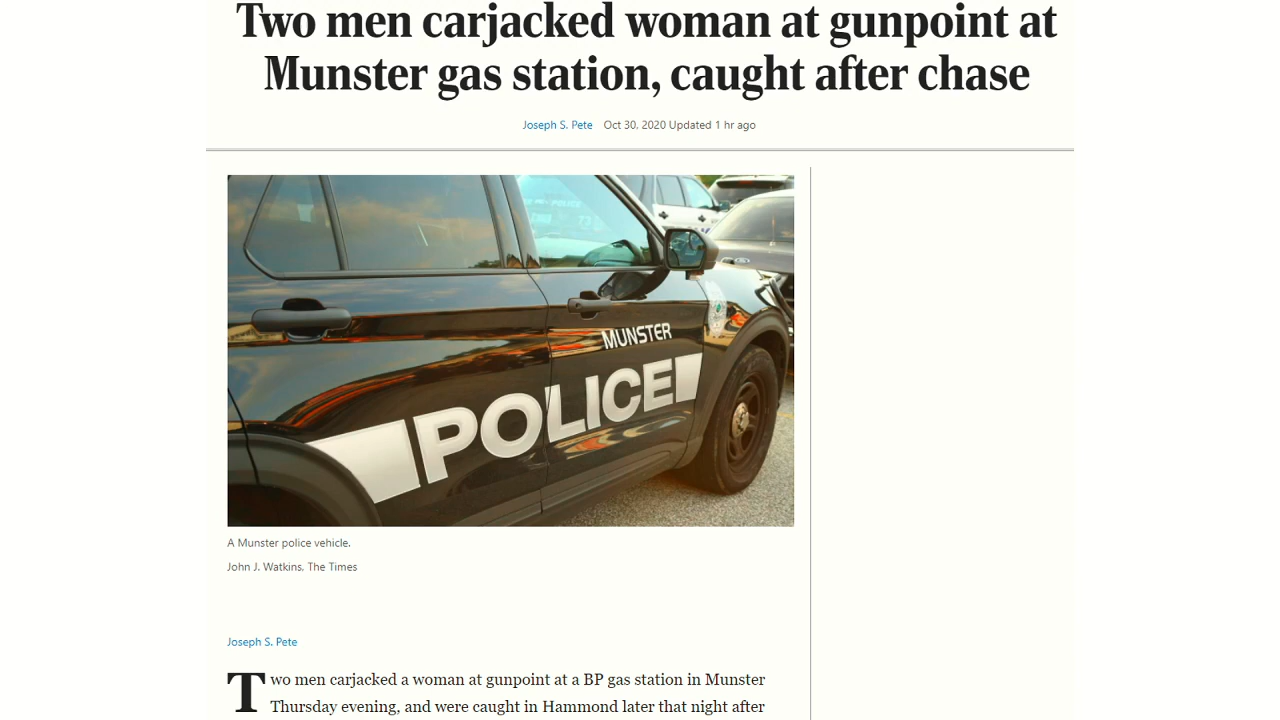 Two men carjacked woman at gunpoint at
Munster gas station, caught after chase
Joseph S. Pete Oct 30, 2020 Updated 1 hr ago
MUNSTER
POLICE
A Munster police vehicle.
John J. Watkins, The Times
Joseph S. Pete
Two men carjacked a woman at gunpoint at a BP gas station in Munster
Thursday evening, and were caught in Hammond later that night after